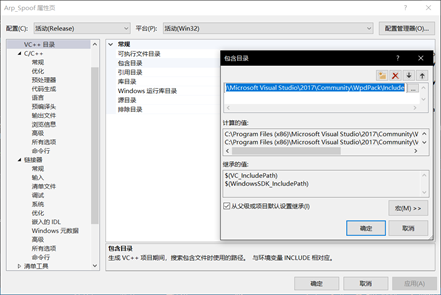 Arp_Spoof 属性页
配置(C): 活动(Release) 平台(P): 活动(Win32) 配置管理器(O)...
VC++ 目录
C/C++
常规
优化
预处理器
代码生成
语言
预编译头
输出文件
浏览信息
高级
所有选项
命令行
链接器
常规
输入
清单文件
调试
系统
优化
嵌入的 IDL
Windows 元数据
高级
所有选项
命令行
清单工具
常规
可执行文件目录
包含目录
引用目录
库目录
Windows 运行库目录
源目录
排除目录
包含目录
\Microsoft Visual Studio\2017\Community\WpdPack\Include
...
计算的值:
C:\Program Files (x86)\Microsoft Visual Studio\2017\Community\
C:\Program Files (x86)\Microsoft Visual Studio\2017\Community\
继承的值:
$(VC_IncludePath)
$(WindowsSDK_IncludePath)
从父级或项目默认设置继承(I)
宏(M) >>
确定 取消
包含目录
生成 VC++ 项目期间，搜索包含文件时使用的路径。 与环境变量 INCLUDE 相对应。
确定 取消 应用(A)